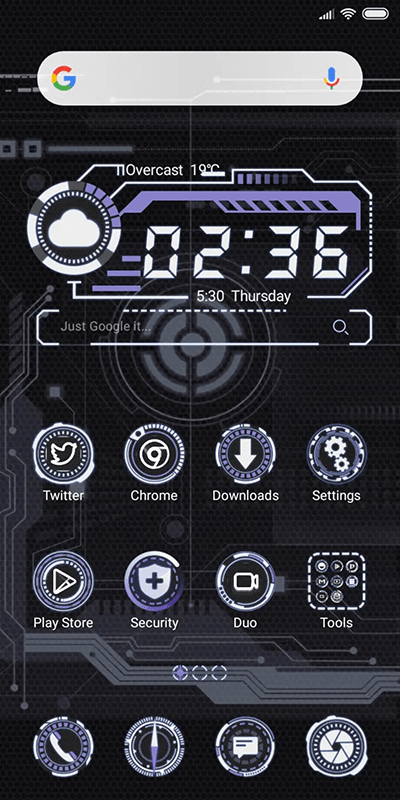 Overcast 19℃
02:36
5:30 Thursday
Just Google it...
Twitter Chrome Downloads Settings
Play Store Security Duo Tools